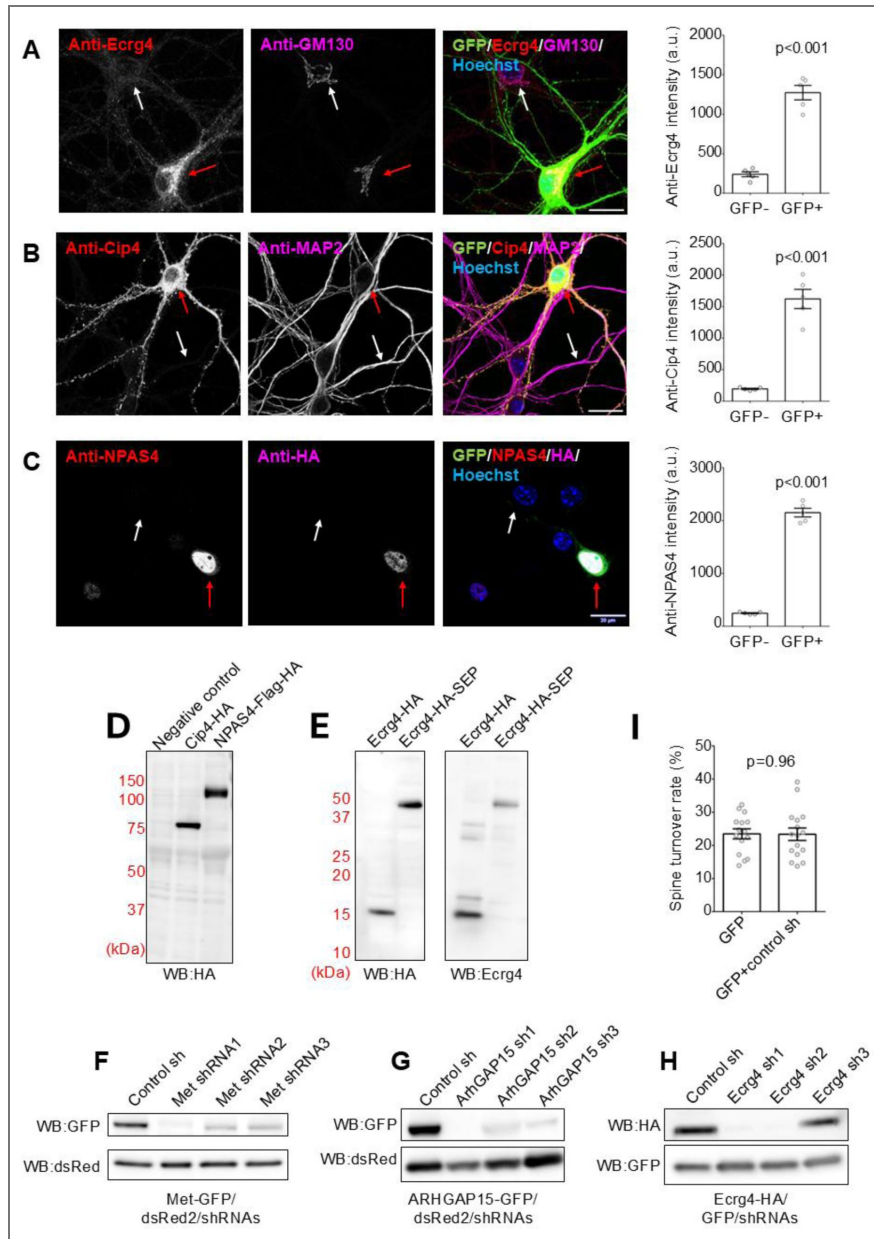 A
Anti-Ecrg4
Anti-GM130
GFP/Ecrg4/GM130/
Hoechst
p<0.001
Anti-Ecrg4 intensity (a.u.)
2000
1500
1000
500
0
GFP-
GFP+
B
Anti-Cip4
Anti-MAP2
GFP/Cip4/MAP2/
Hoechst
p<0.001
Anti-Cip4 intensity (a.u.)
2500
2000
1500
1000
500
0
GFP-
GFP+
C
Anti-NPAS4
Anti-HA
GFP/NPAS4/HA/
Hoechst
20 µm
p<0.001
Anti-NPAS4 intensity (a.u.)
3000
2000
1000
0
GFP-
GFP+
D
Negative control
Cip4-HA
NPAS4-Flag-HA
150
100
75
50
37
(kDa)
WB:HA
E
Ecrg4-HA
Ecrg4-HA-SEP
Ecrg4-HA
Ecrg4-HA-SEP
50
37
25
20
15
10
(kDa)
WB:HA
WB:Ecrg4
I
p=0.96
Spine turnover rate (%)
50
40
30
20
10
0
GFP
GFP+control sh
F
Control sh
Met shRNA1
Met shRNA2
Met shRNA3
WB:GFP
WB:dsRed
Met-GFP/
dsRed2/shRNAs
G
Control sh
ArhGAP15 sh1
ArhGAP15 sh2
ArhGAP15 sh3
WB:GFP
WB:dsRed
ARHGAP15-GFP/
dsRed2/shRNAs
H
Control sh
Ecrg4 sh1
Ecrg4 sh2
Ecrg4 sh3
WB:HA
WB:GFP
Ecrg4-HA/
GFP/shRNAs